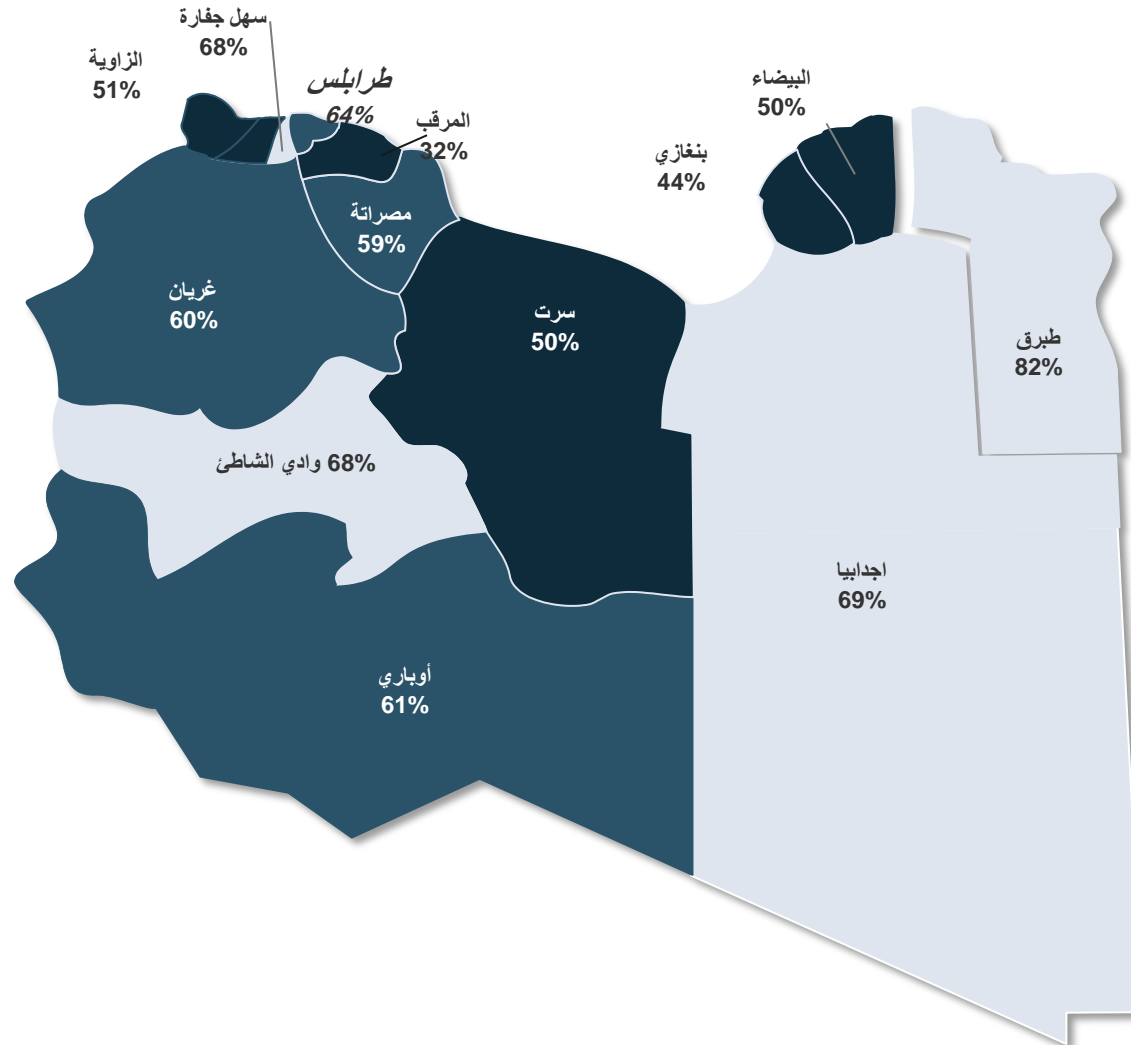 سهل جفارة
68%
الزاوية
51%
طرابلس
64%
المرقب
32%
البيضاء
50%
بنغازي
44%
مصراتة
59%
غريان
60%
سرت
50%
طبرق
82%
وادي الشاطئ 68%
اجدابيا
69%
أوباري
61%